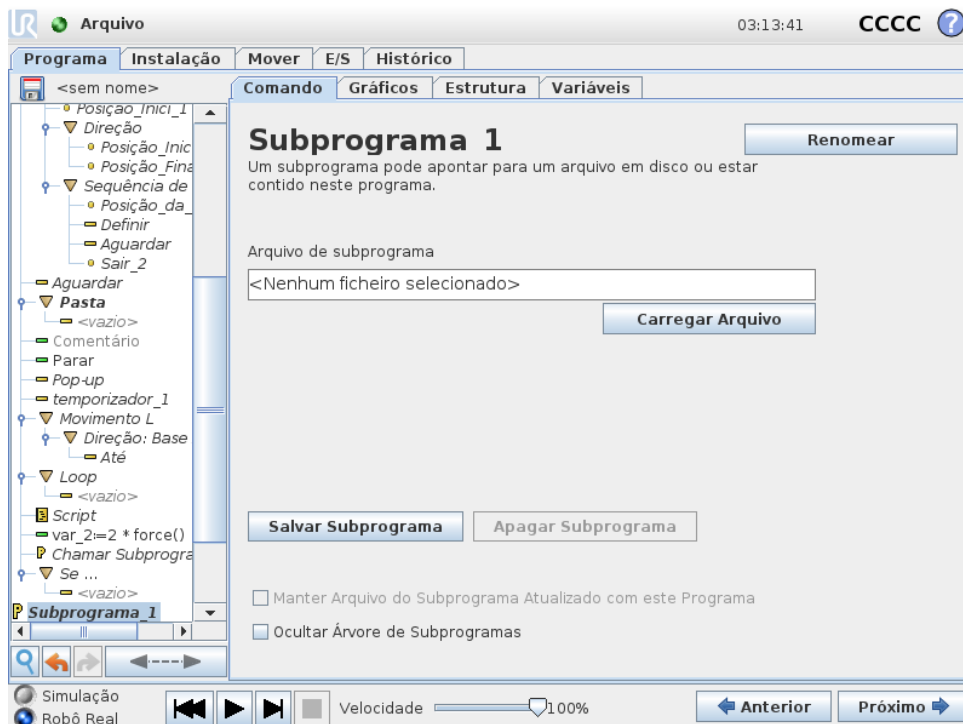 UR Arquivo 03:13:41 CCCC ?
Programa Instalação Mover E/S Histórico
<sem nome> Comando Gráficos Estrutura Variáveis
Posição_Inici_1
Direção
Posição_Inic
Posição_Fina
Sequência de
Posição_da_
Definir
Aguardar
Sair_2
Aguardar
Pasta
<vazio>
Comentário
Parar
Pop-up
temporizador_1
Movimento L
Direção: Base
Até
Loop
<vazio>
Script
var_2:=2 * force()
Chamar Subprogra
Se ...
<vazio>
Subprograma_1
Subprograma 1
Renomear
Um subprograma pode apontar para um arquivo em disco ou estar
contido neste programa.
Arquivo de subprograma
<Nenhum ficheiro selecionado>
Carregar Arquivo
Salvar Subprograma Apagar Subprograma
Manter Arquivo do Subprograma Atualizado com este Programa
Ocultar Árvore de Subprogramas
Simulação
Robô Real
Velocidade 100%
Anterior Próximo